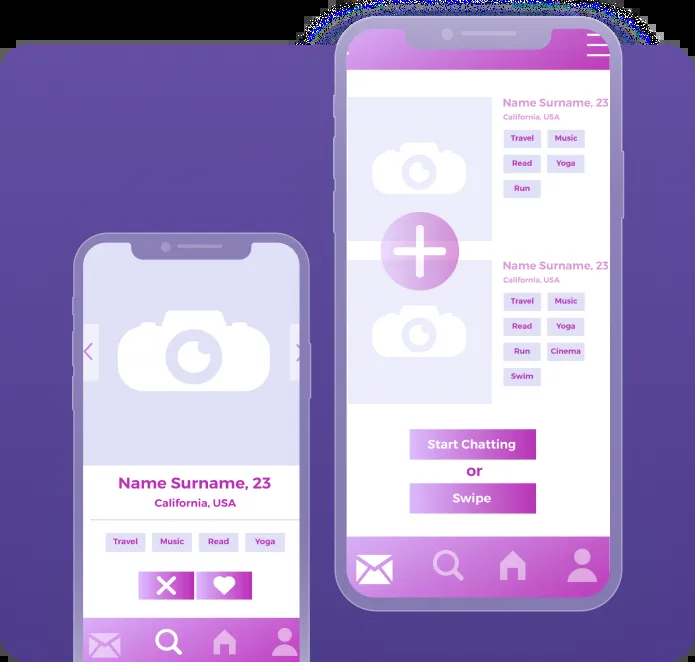 Name Surname, 23
California, USA
Travel Music
Read Yoga
Run
Name Surname, 23
California, USA
Travel Music
Read Yoga
Run Cinema
Swim
Start Chatting
or
Swipe
Name Surname, 23
California, USA
Travel Music Read Yoga